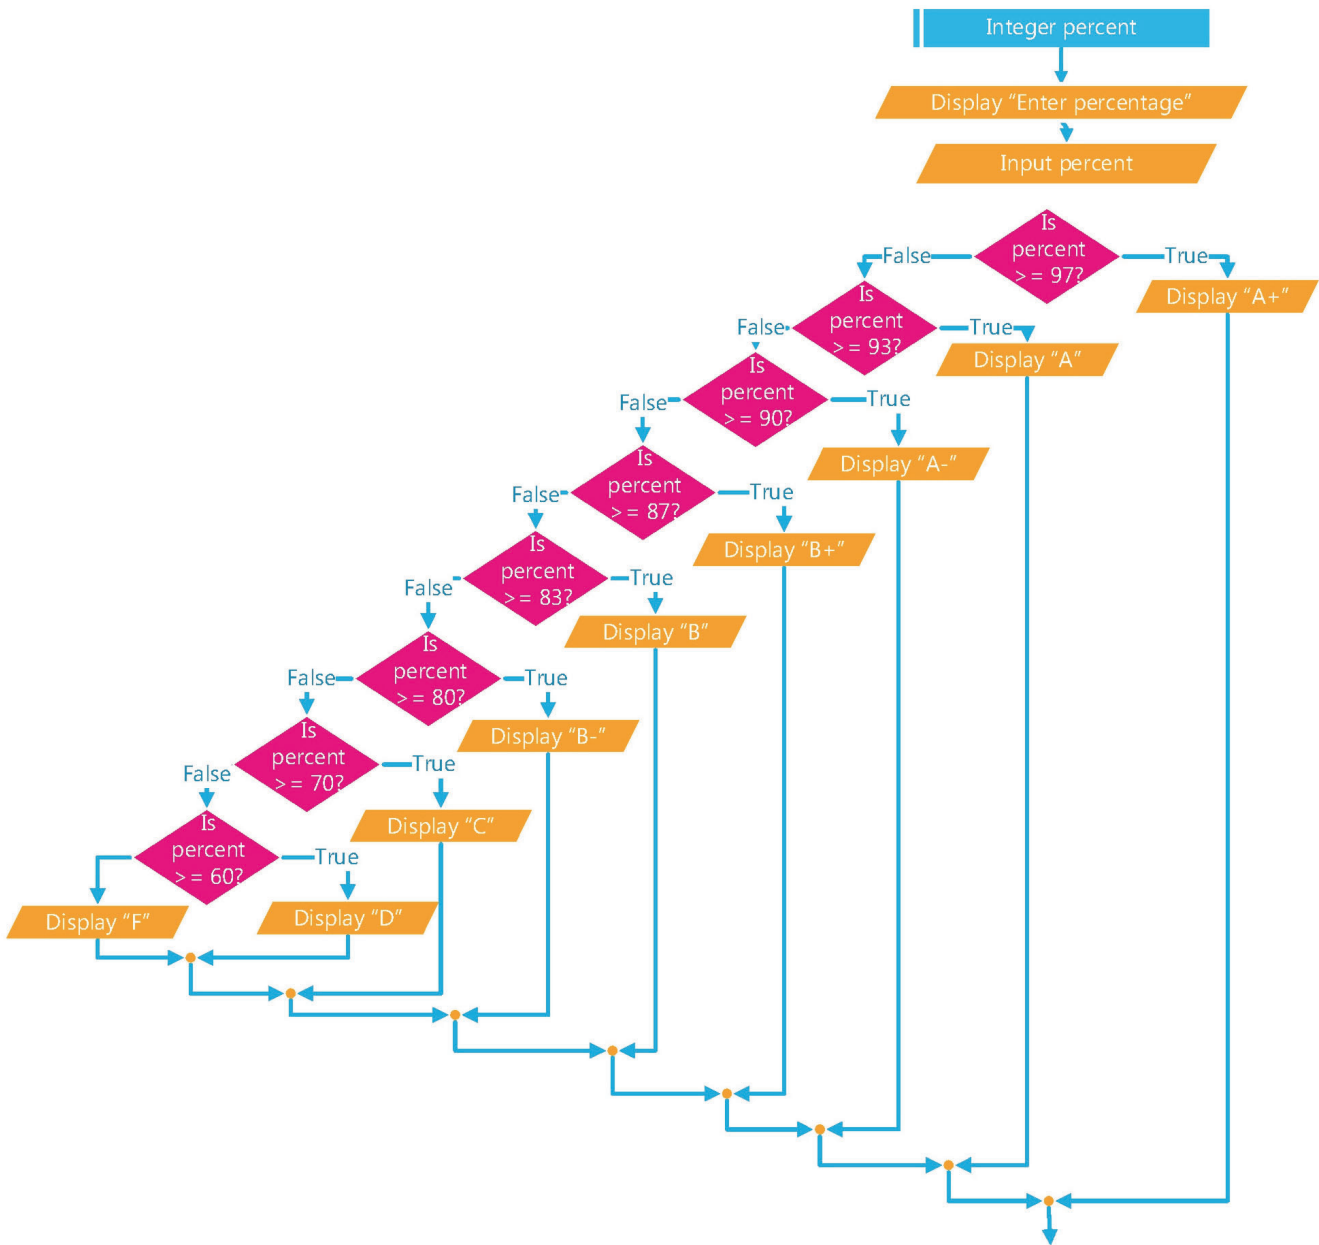 Integer percent
Display “Enter percentage”
Input percent
Is
percent
>= 97?
False
True
Display “A+”
Is
percent
>= 93?
False
True
Display “A”
Is
percent
>= 90?
False
True
Display “A-”
Is
percent
>= 87?
False
True
Display “B+”
Is
percent
>= 83?
False
True
Display “B”
Is
percent
>= 80?
False
True
Display “B-”
Is
percent
>= 70?
False
True
Display “C”
Is
percent
>= 60?
True
Display “F”
Display “D”